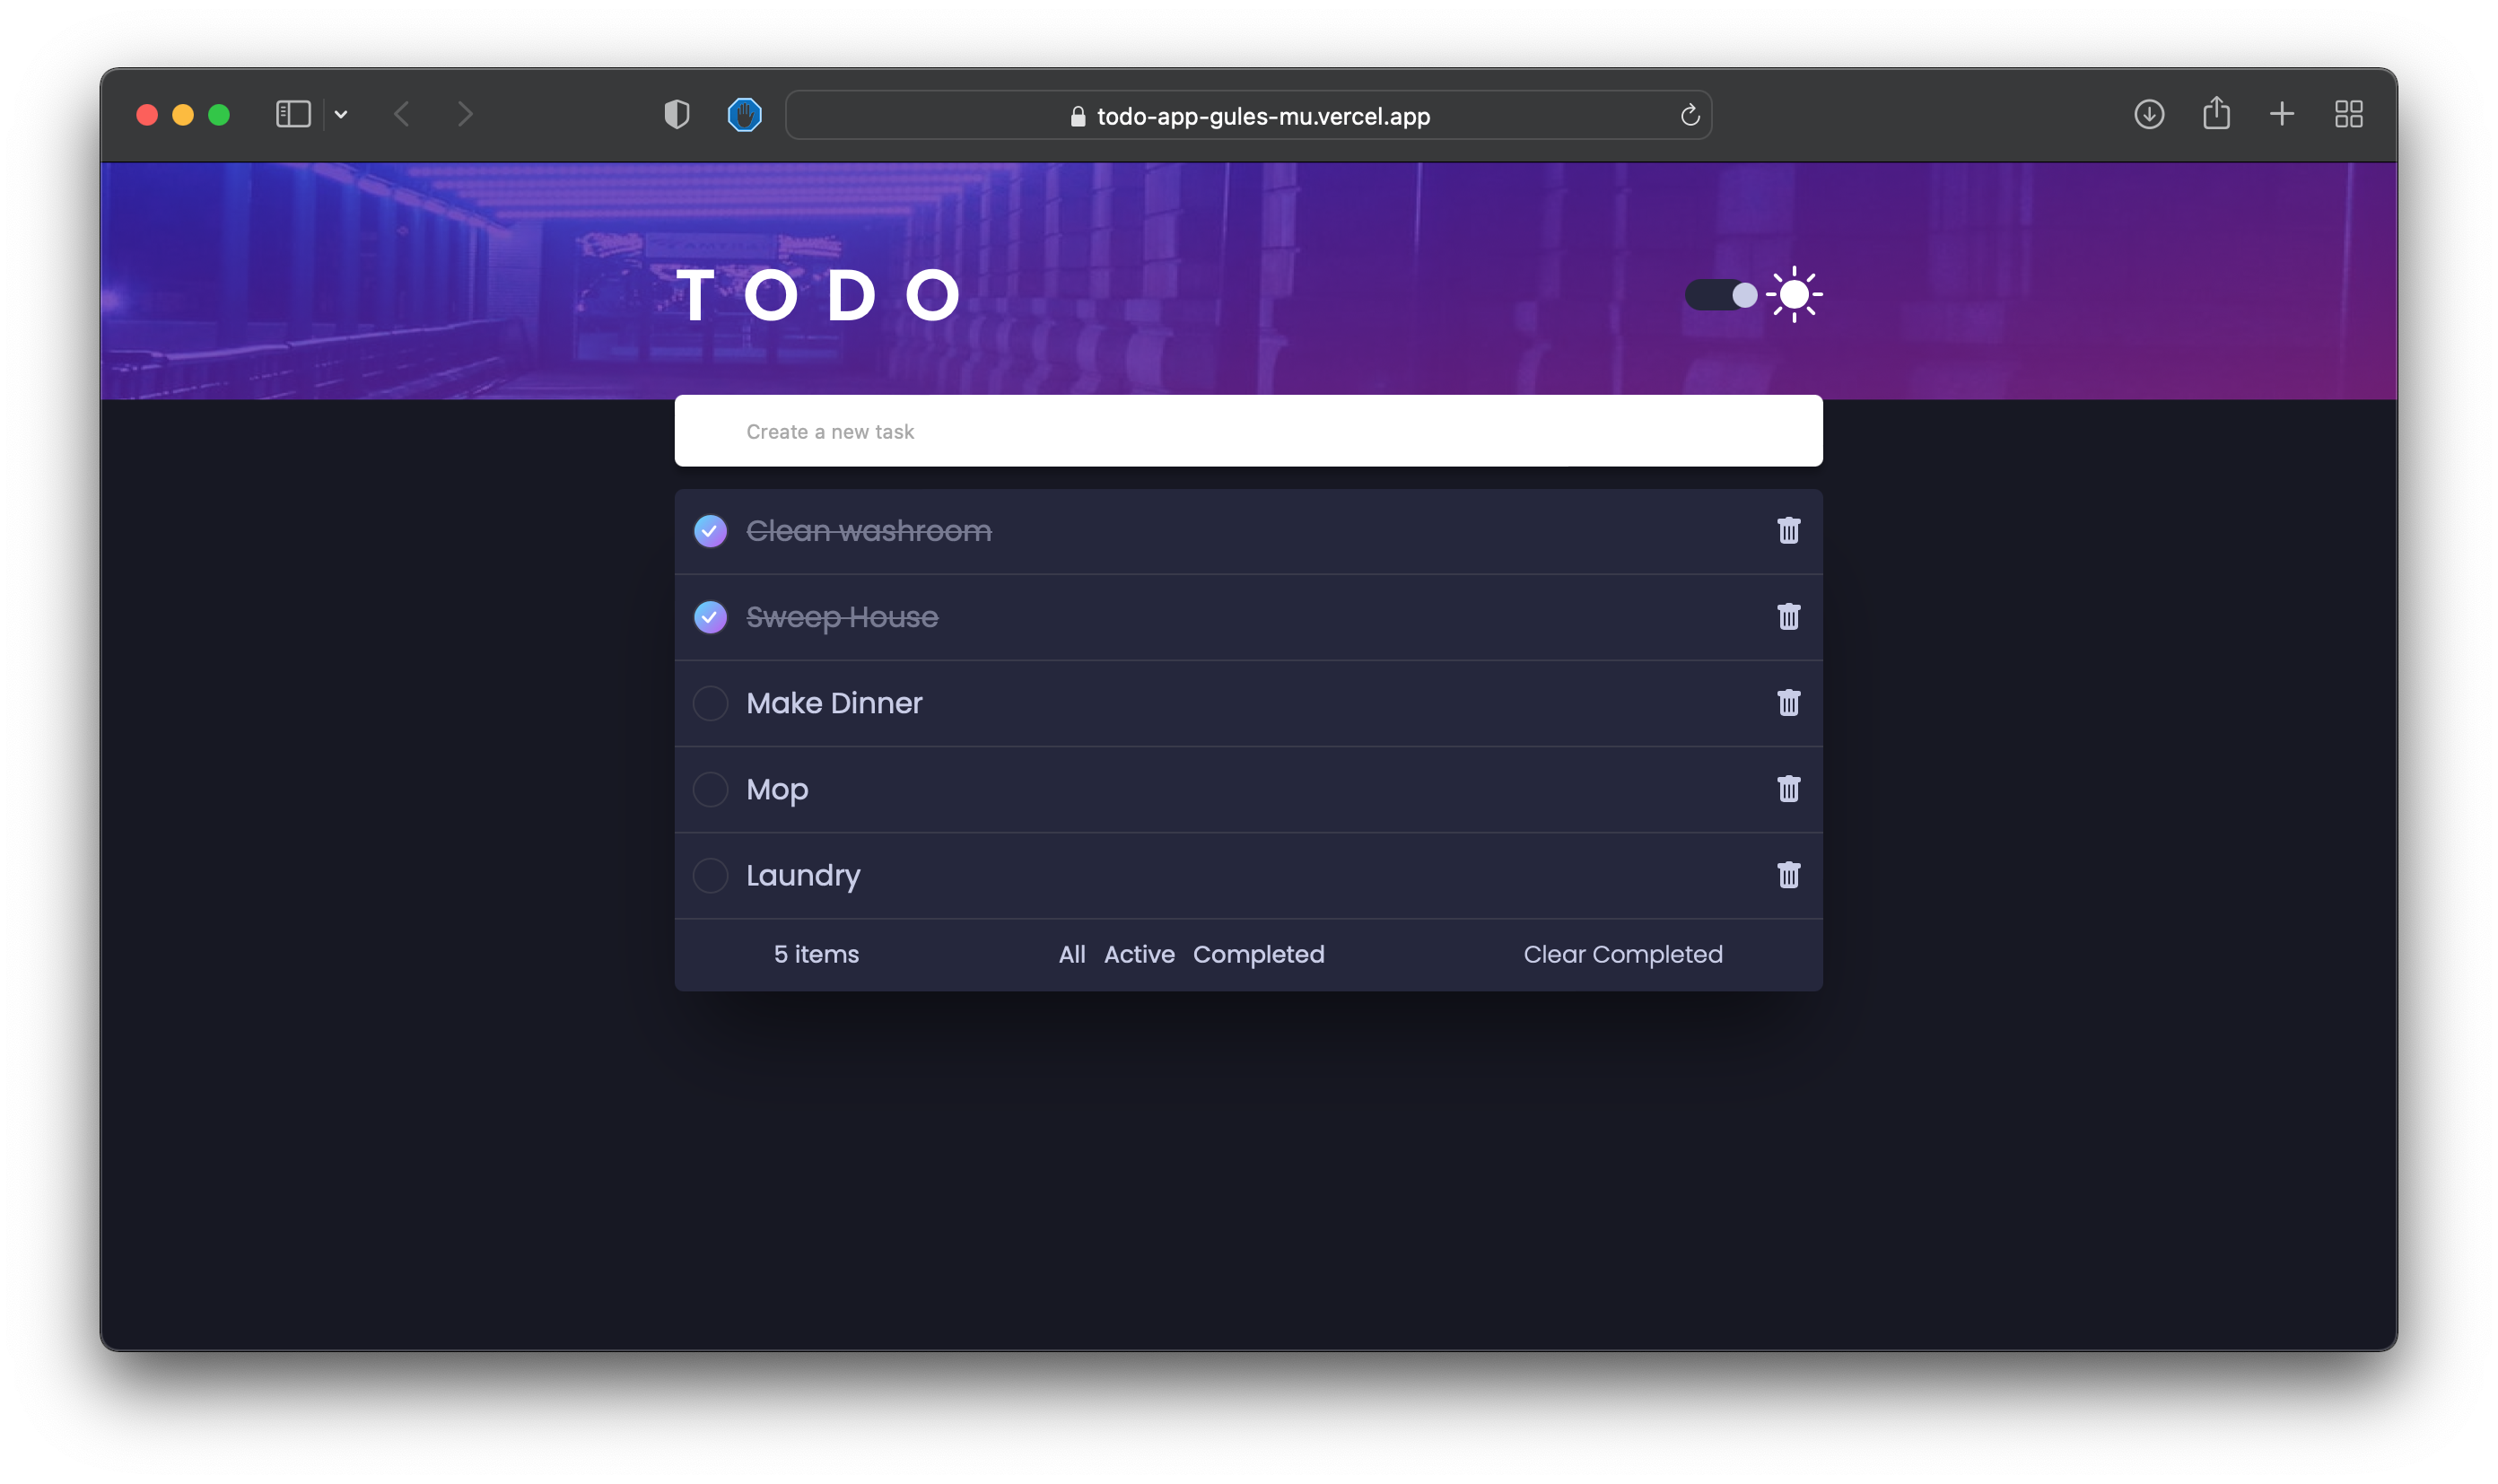 todo-app-gules-mu.vercel.app
TODO
Create a new task
Clean washroom
Sweep House
Make Dinner
Mop
Laundry
5 items All Active Completed Clear Completed